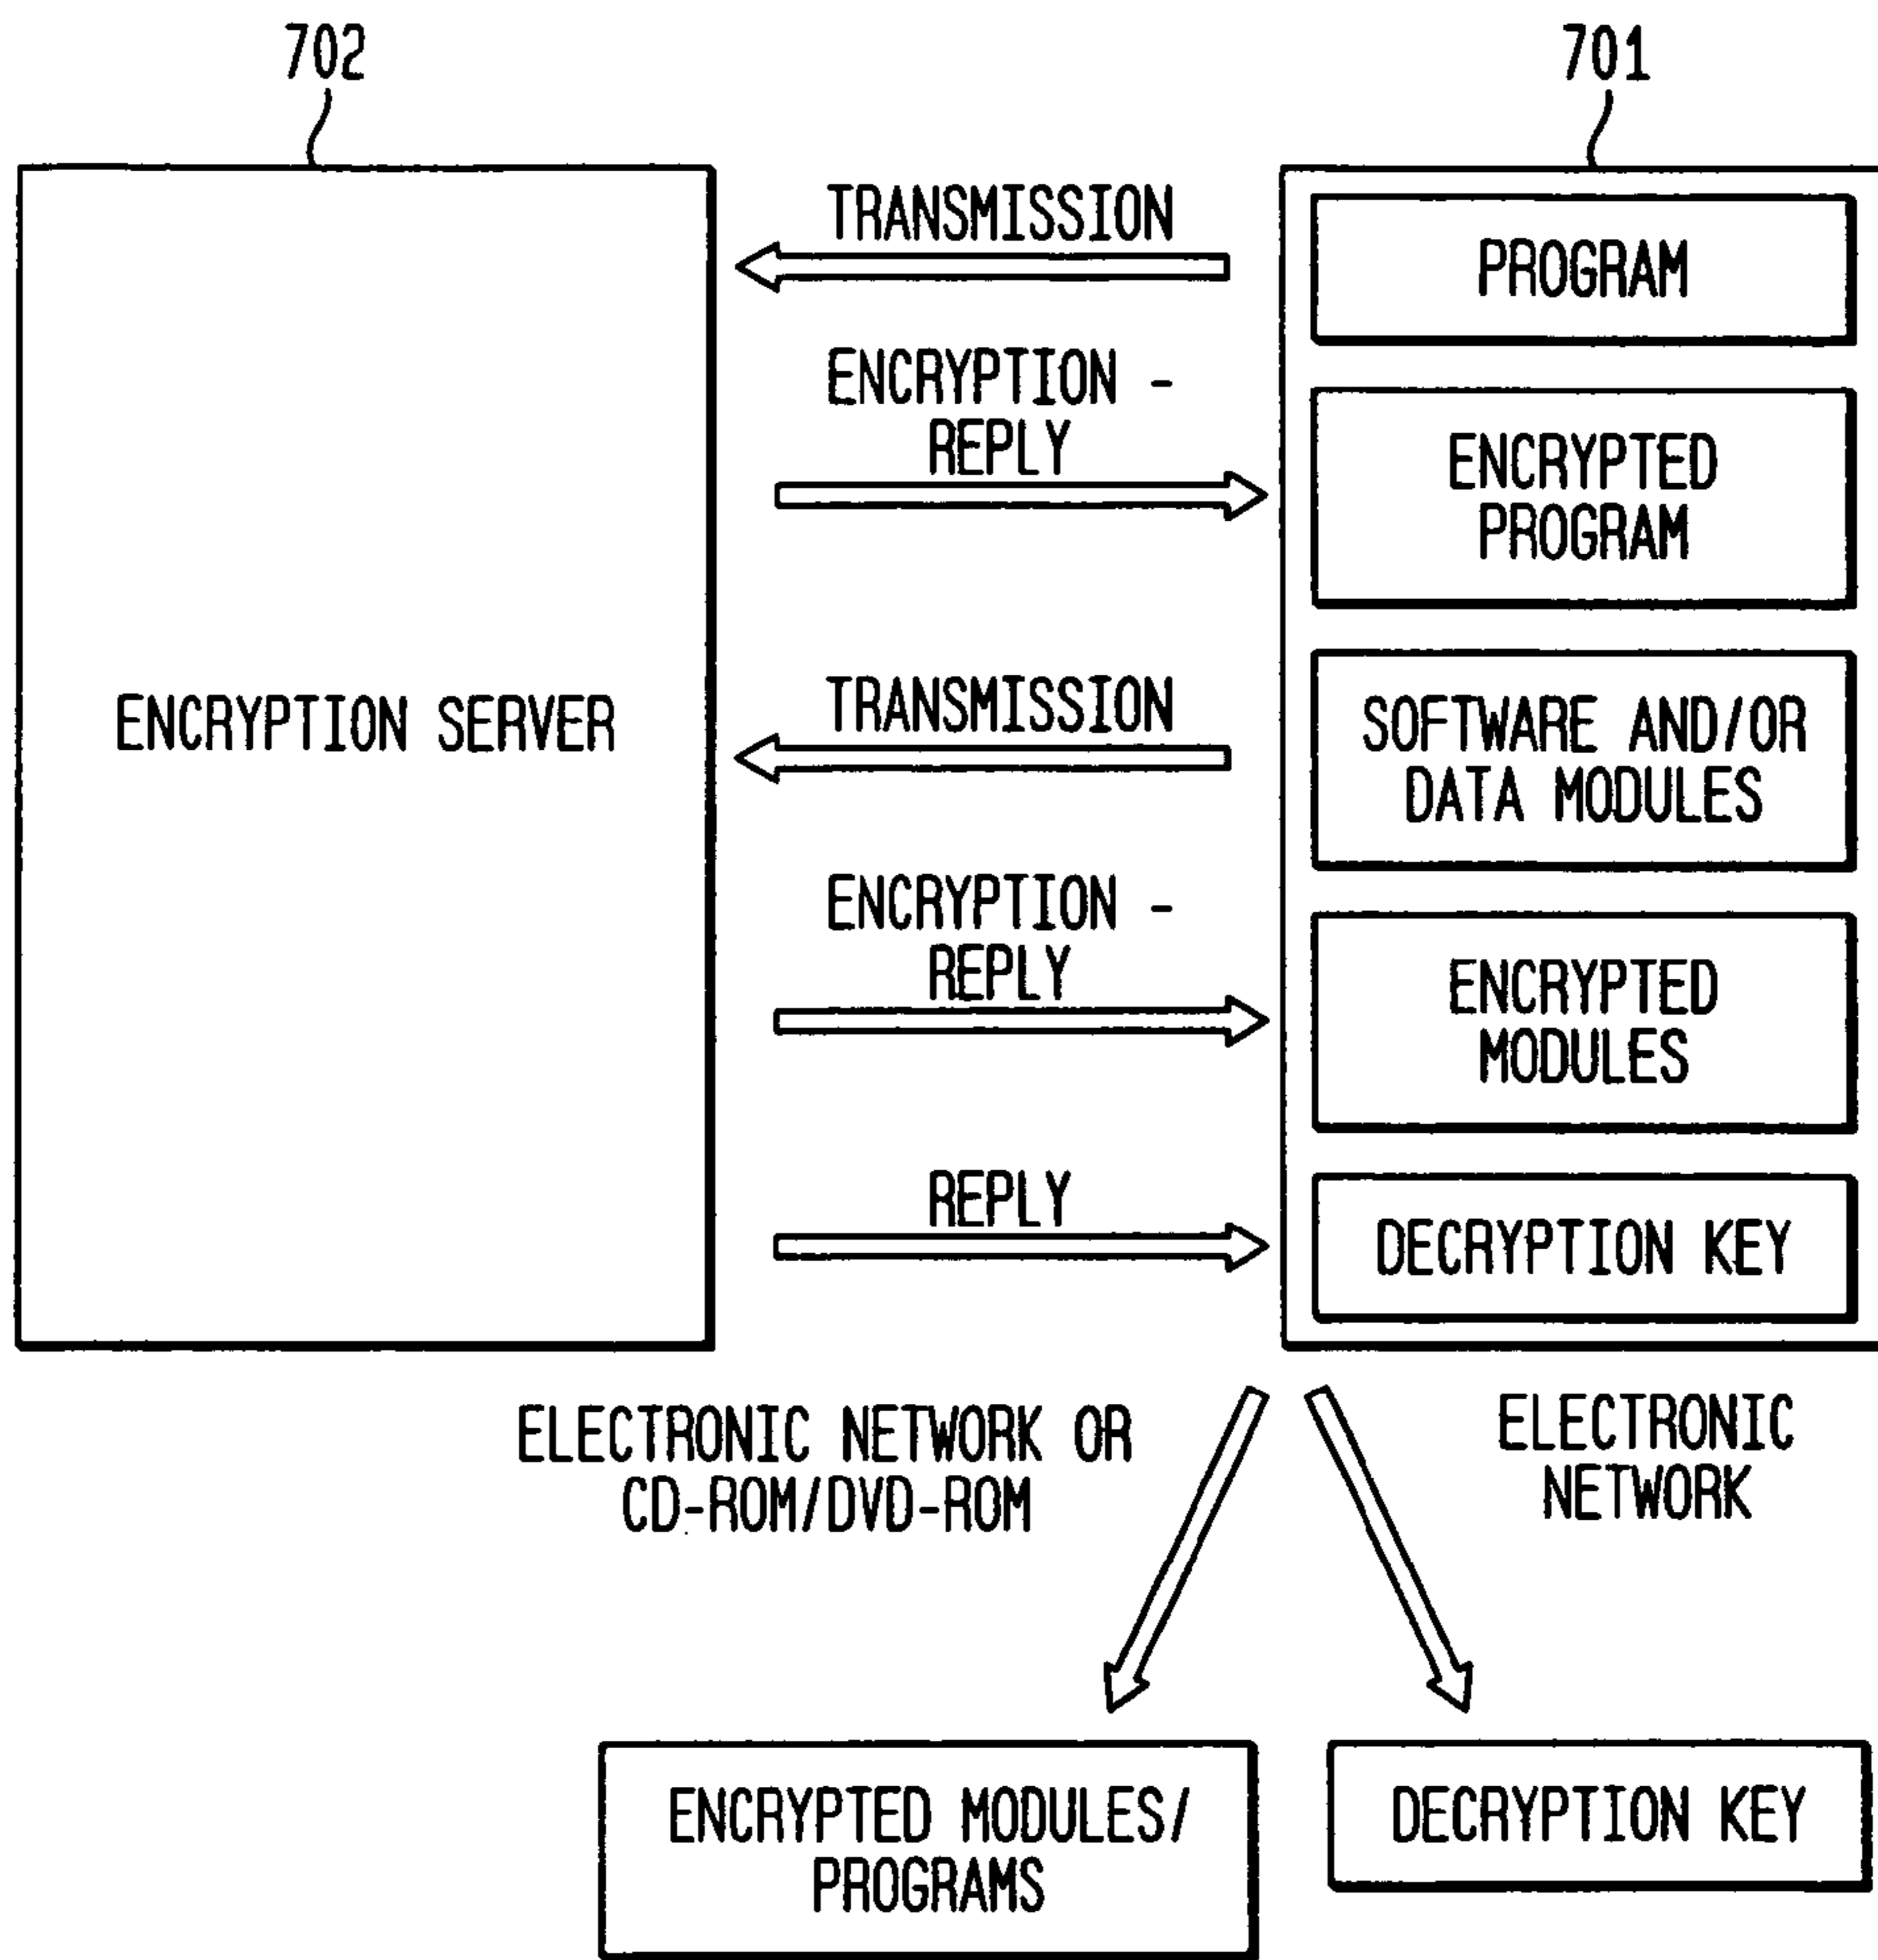 702
701
TRANSMISSION
PROGRAM
ENCRYPTION -
REPLY
ENCRYPTED
PROGRAM
ENCRYPTION SERVER
TRANSMISSION
SOFTWARE AND/OR
DATA MODULES
ENCRYPTION -
REPLY
ENCRYPTED
MODULES
REPLY
DECRYPTION KEY
ELECTRONIC NETWORK OR
CD-ROM/DVD-ROM
ELECTRONIC
NETWORK
ENCRYPTED MODULES/
PROGRAMS
DECRYPTION KEY